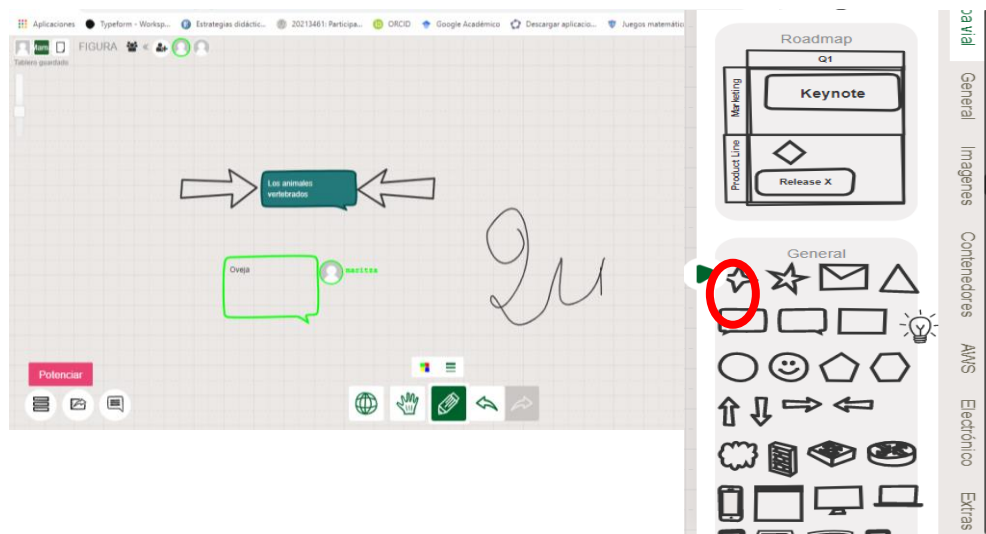 Aplicaciones Typeform - Worksp... Estrategias didáctic... 20213461: Participa... ORCID Google Académico Descargar aplicacio... Juegos matemátic
FIGURA «
Tablero guardado
Los animales
vertebrados
Oveja
maritza
Potenciar
Roadmap
Q1
Marketing
Keynote
Product Line
Release X
General
General
Imagenes
Contenedores
AWS
Electrónico
Extras